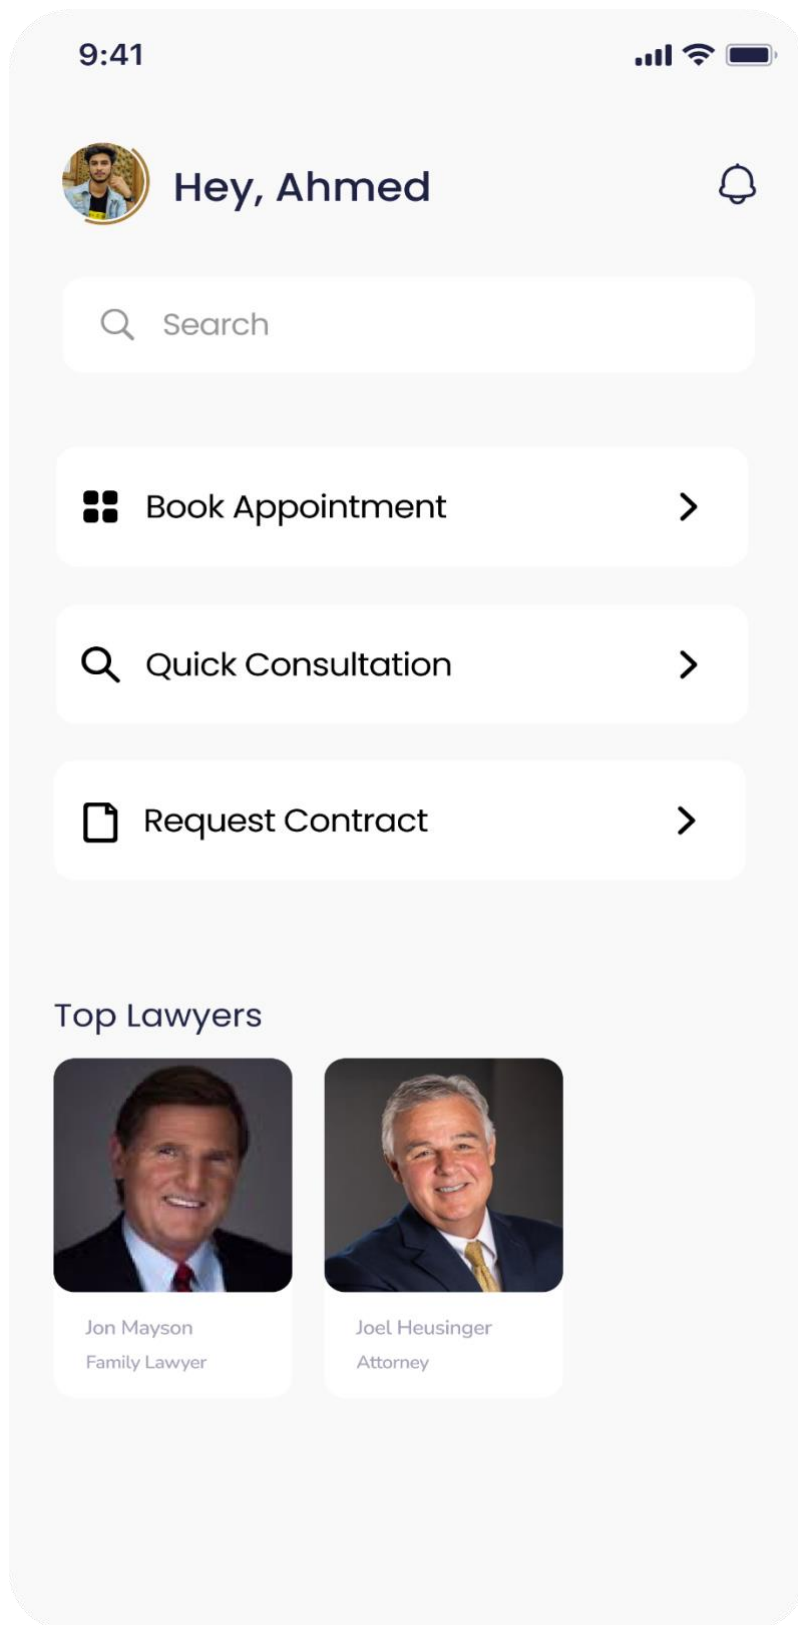 9:41
Hey, Ahmed
Search
Book Appointment
Quick Consultation
Request Contract
Top Lawyers
Jon Mayson
Family Lawyer
Joel Heusinger
Attorney